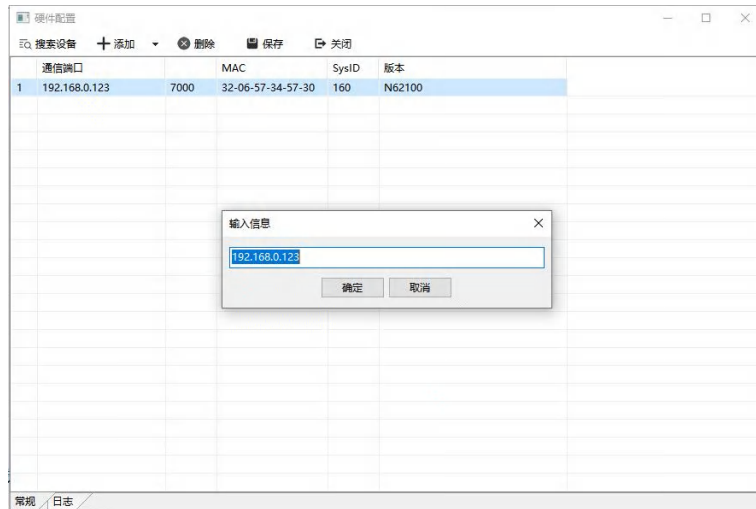 硬件配置
搜索设备 添加 删除 保存 关闭
通信端口 MAC SysID 版本
1 192.168.0.123 7000 32-06-57-34-57-30 160 N62100
输入信息
192.168.0.123
确定 取消
常规 日志